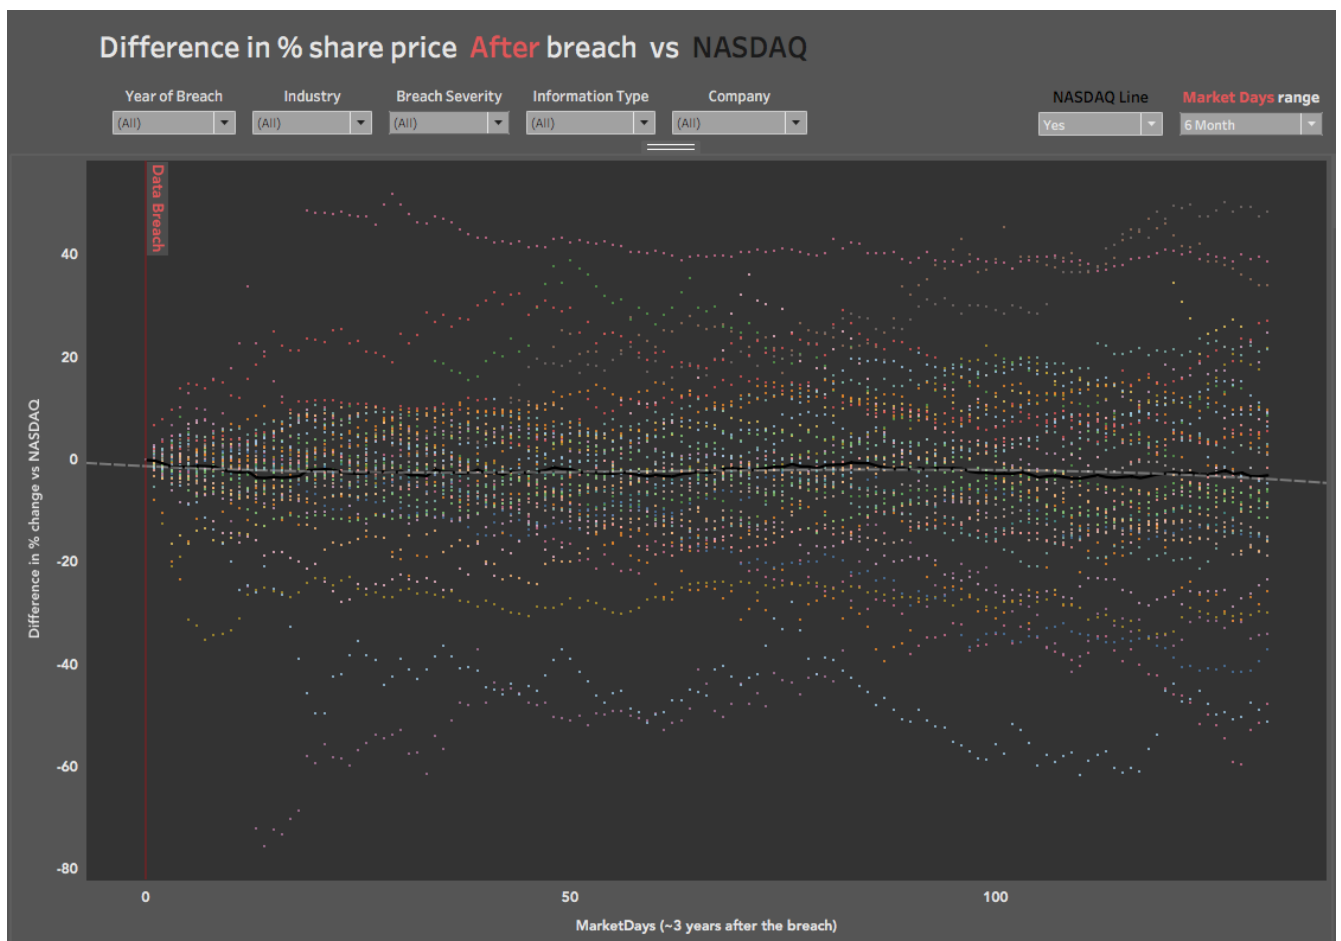 Difference in % share price After breach vs NASDAQ
Year of Breach
Industry
Breach Severity
Information Type
Company
NASDAQ Line
Market Days range
(All)
(All)
(All)
(All)
(All)
Yes
6 Month
Data Breach
Difference in % change vs NASDAQ
40
20
0
-20
-40
-60
-80
0
50
100
MarketDays (~3 years after the breach)